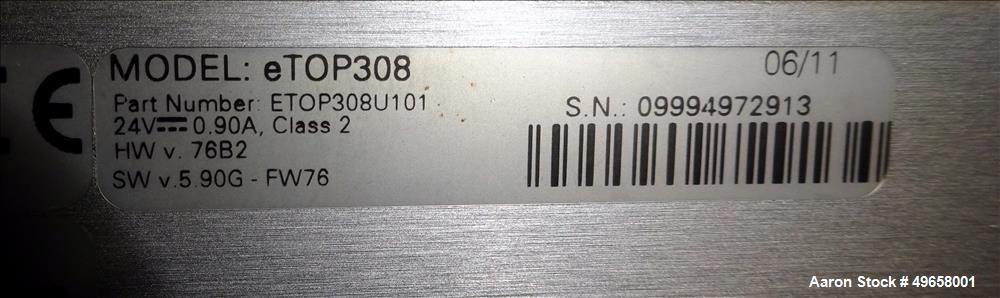 MODEL: eTOP308
06/11
Part Number: ETOP308U101
S.N.: 09994972913
24V⎓ 0.90A, Class 2
HW v. 76B2
SW v.5.90G - FW76
CE
Aaron Stock # 49658001